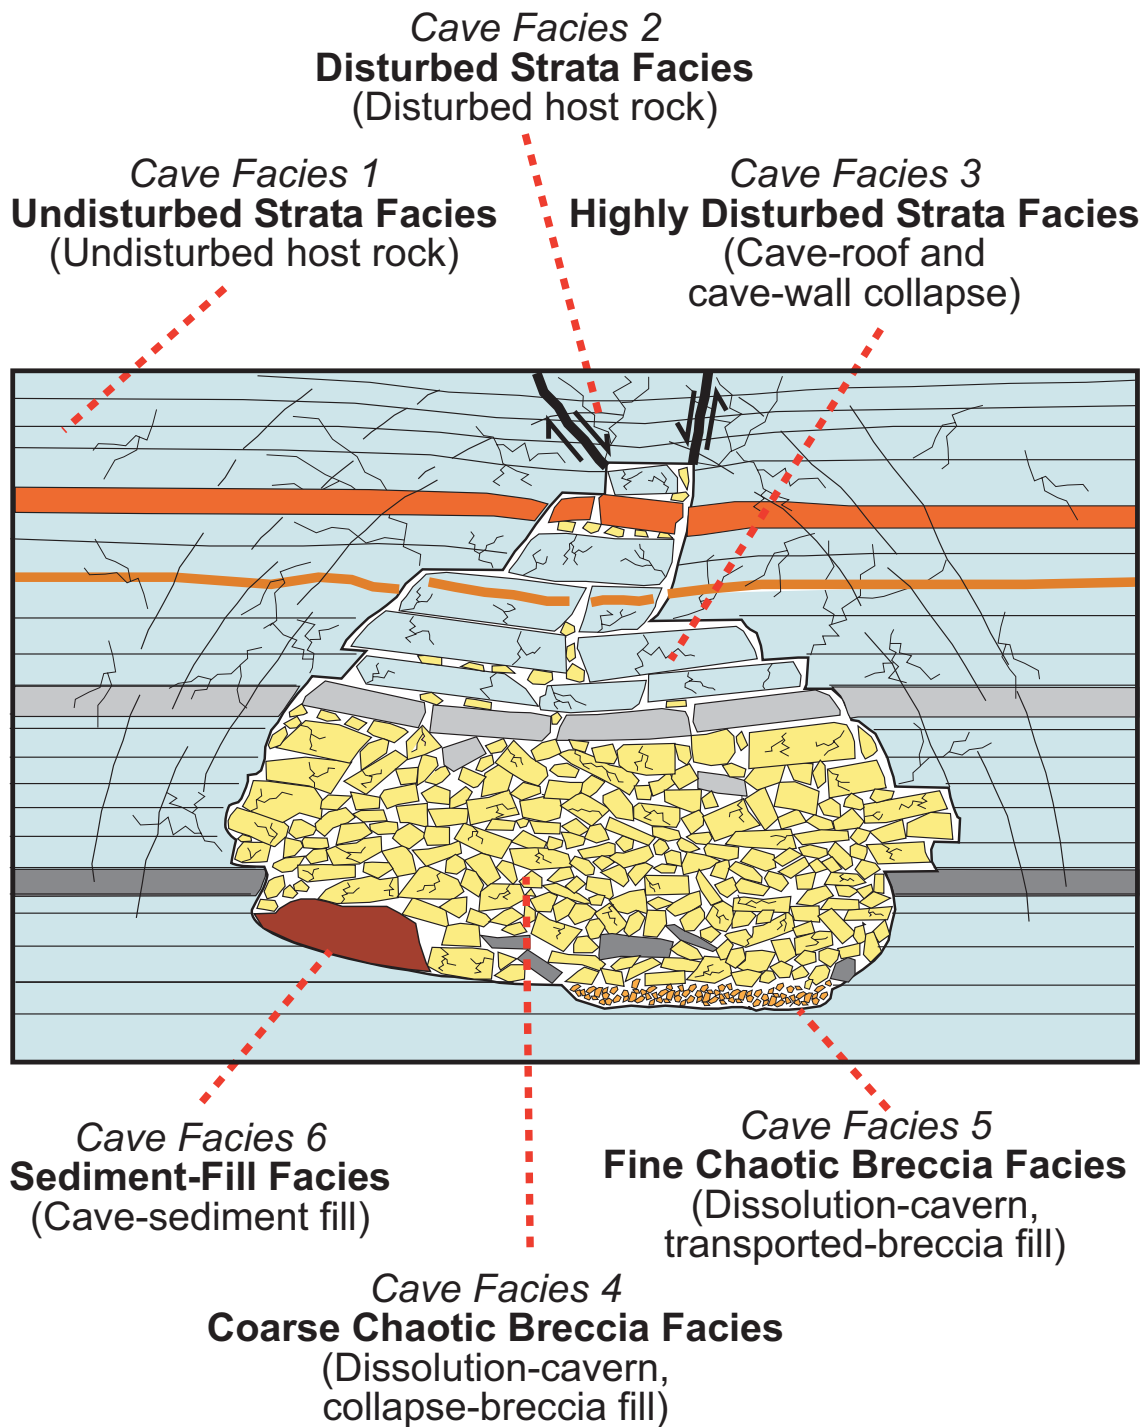 Cave Facies 2
Disturbed Strata Facies
(Disturbed host rock)
Cave Facies 1
Undisturbed Strata Facies
(Undisturbed host rock)
Cave Facies 3
Highly Disturbed Strata Facies
(Cave-roof and
cave-wall collapse)
Cave Facies 6
Sediment-Fill Facies
(Cave-sediment fill)
Cave Facies 5
Fine Chaotic Breccia Facies
(Dissolution-cavern,
transported-breccia fill)
Cave Facies 4
Coarse Chaotic Breccia Facies
(Dissolution-cavern,
collapse-breccia fill)